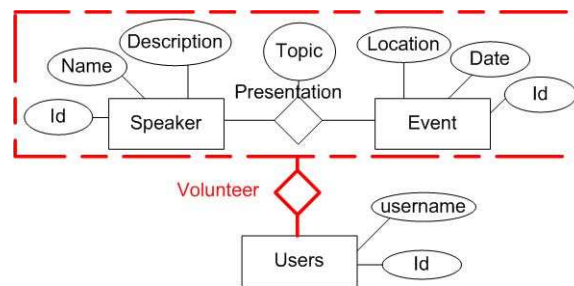 Description
Topic
Location
Name
Date
Presentation
Id
Speaker
Event
Id
Volunteer
username
Users
Id